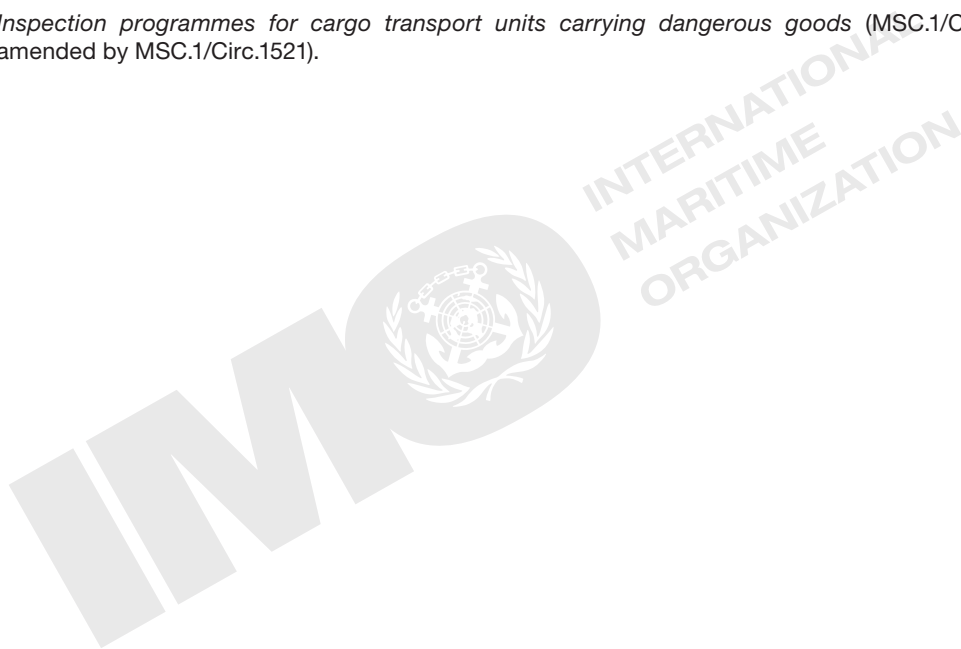 Inspection programmes for cargo transport units carrying dangerous goods (MSC.1/C
amended by MSC.1/Circ.1521).
INTERNATIONAL
MARITIME
ORGANIZATION
IMO